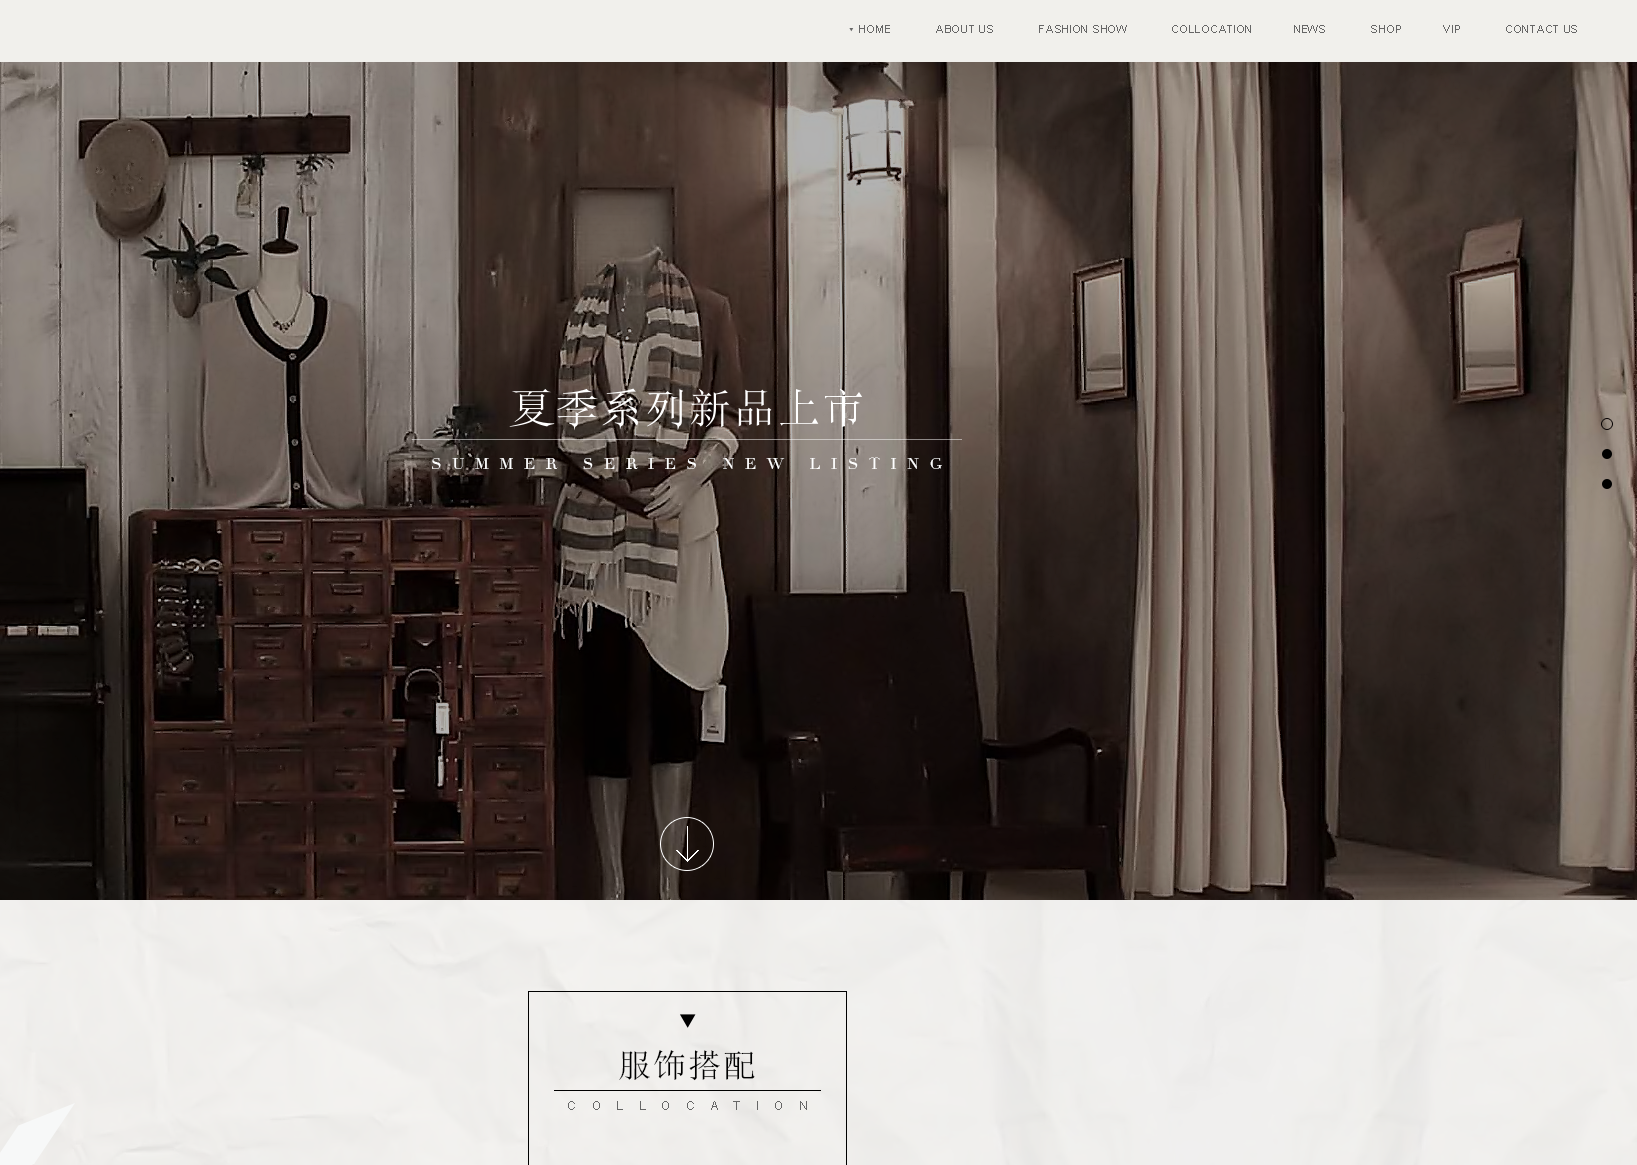 HOME ABOUT US FASHION SHOW COLLOCATION NEWS SHOP VIP CONTACT US
夏季系列新品上市
SUMMER SERIES NEW LISTING
服饰搭配
COLLOCATION